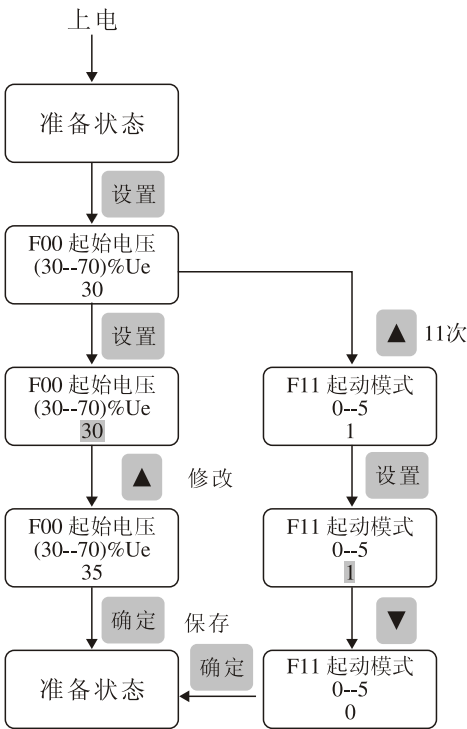 上电
准备状态
设置
F00 起始电压
(30--70)%Ue
30
设置
▲ 11次
F00 起始电压
(30--70)%Ue
30
F11 起动模式
0--5
1
▲ 修改
设置
F00 起始电压
(30--70)%Ue
35
F11 起动模式
0--5
1
确定 保存
▼
准备状态
确定
F11 起动模式
0--5
0